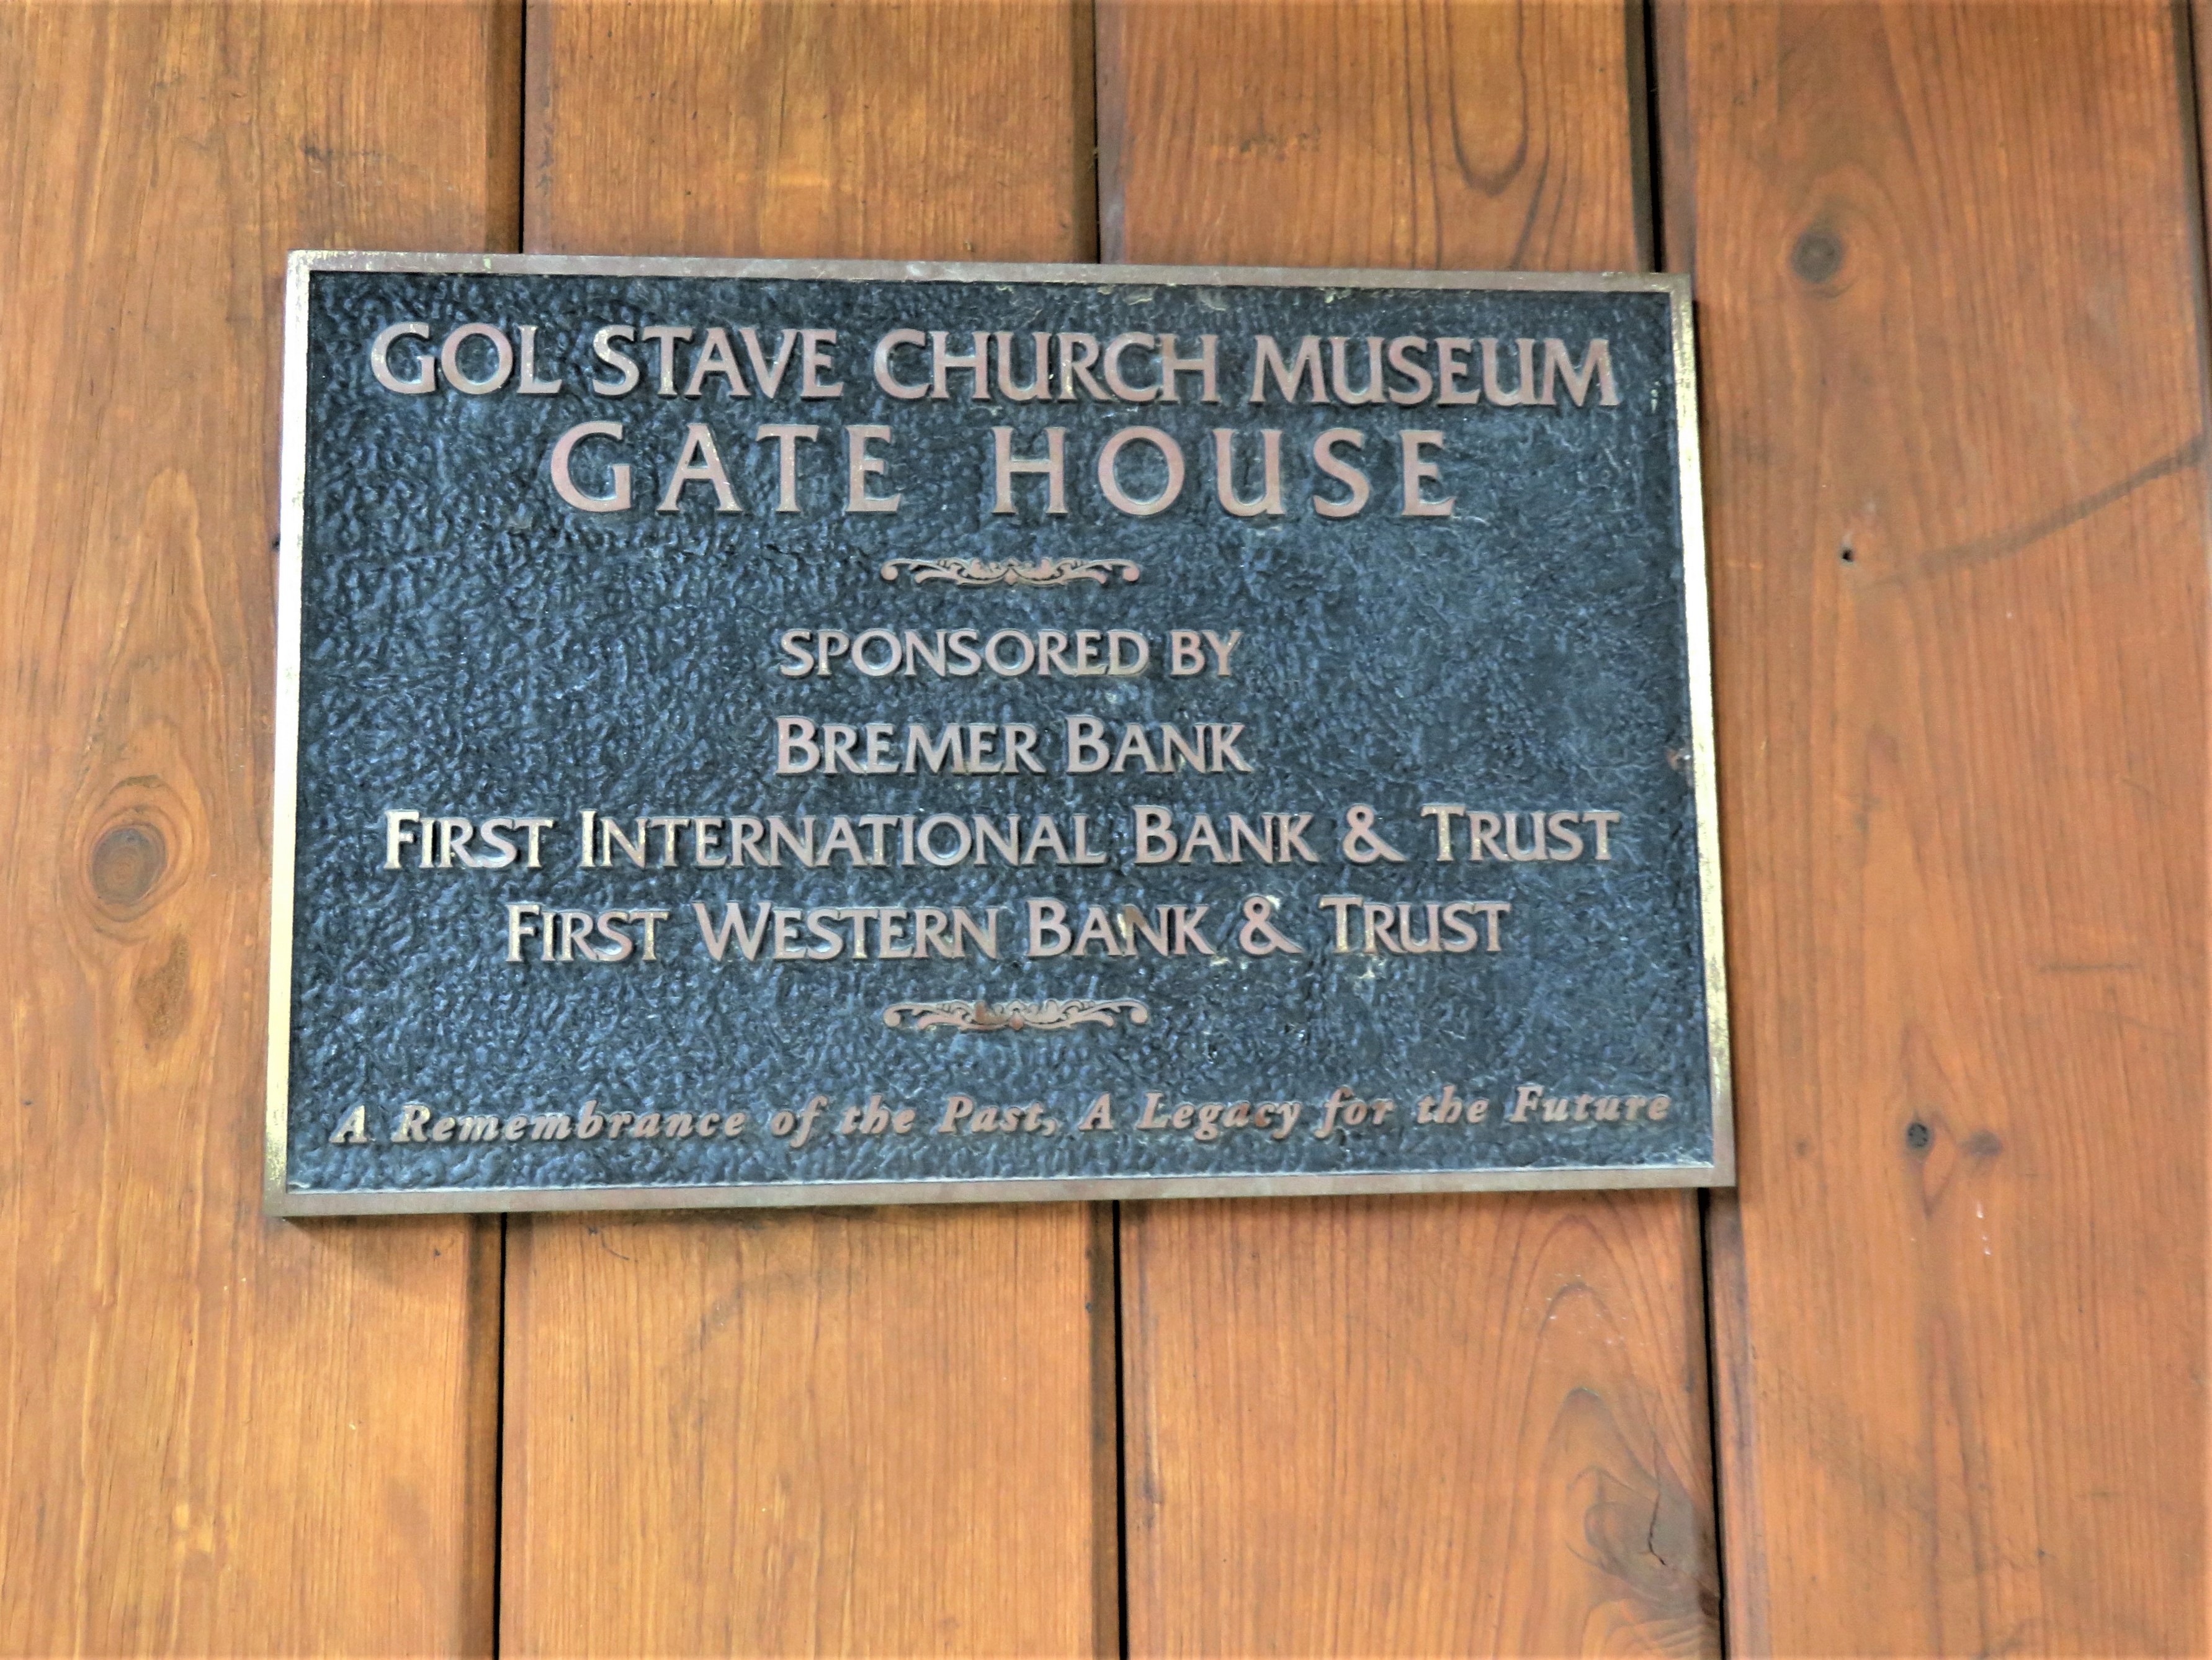 GOL STAVE CHURCH MUSEUM
GATE HOUSE
SPONSORED BY
BREMER BANK
FIRST INTERNATIONAL BANK & TRUST
FIRST WESTERN BANK & TRUST
A Remembrance of the Past, A Legacy for the Future